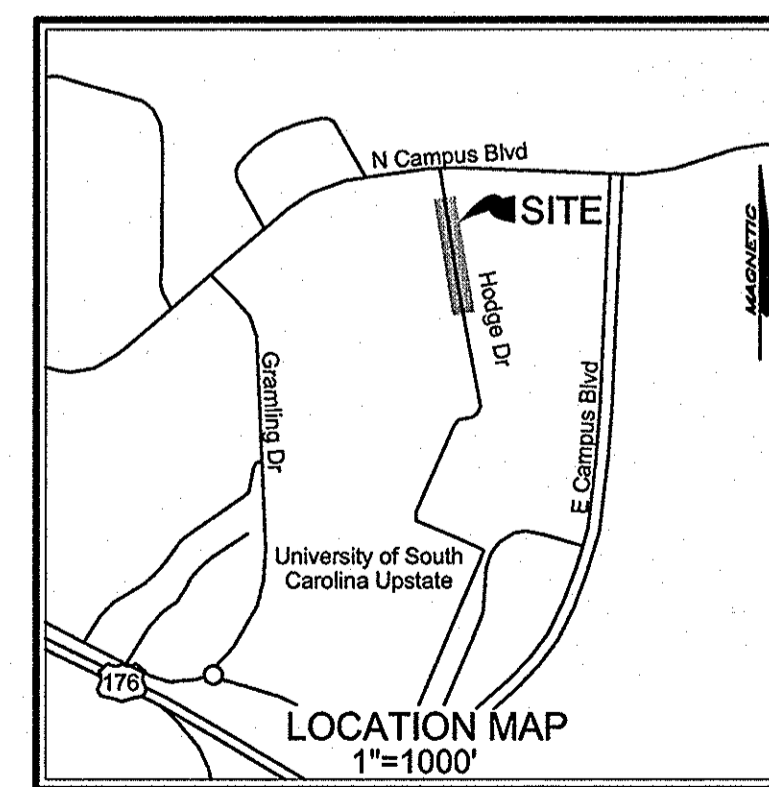 N Campus Blvd
SITE
MAGNETIC
Hodge Dr
Gramling Dr
E Campus Blvd
University of South
Carolina Upstate
176
LOCATION MAP
1"=1000'